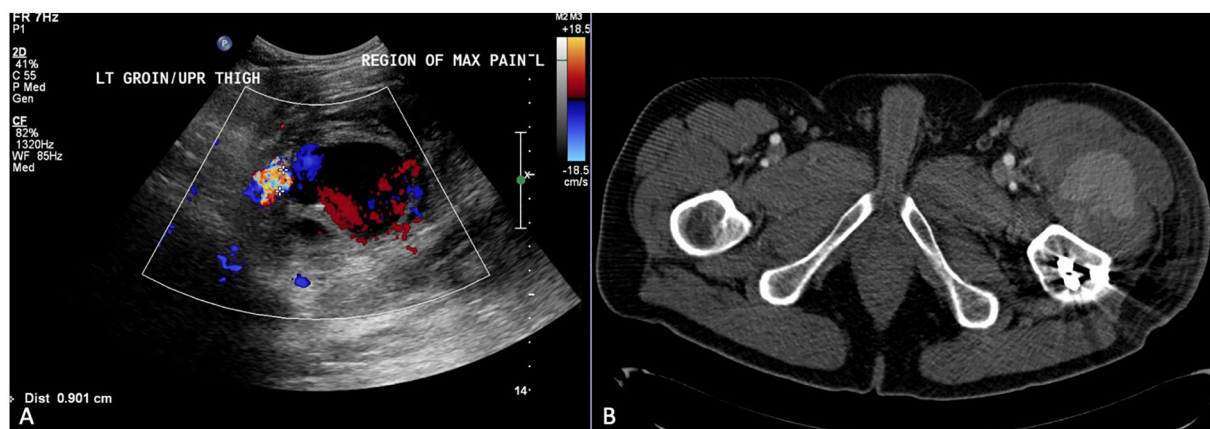 FR 7Hz
P1
2D
41%
C 55
P Med
Gen
CF
82%
1320Hz
WF 85Hz
Med
LT GROIN/UPR THIGH
REGION OF MAX PAIN L
M2 M3
+18.5
x
-18.5
cm/s
P
14
Dist 0.901 cm
A
B